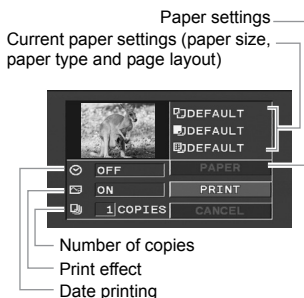 Paper settings
Current paper settings (paper size,
paper type and page layout)
DEFAULT
DEFAULT
DEFAULT
OFF PAPER
ON PRINT
1 COPIES CANCEL
Number of copies
Print effect
Date printing